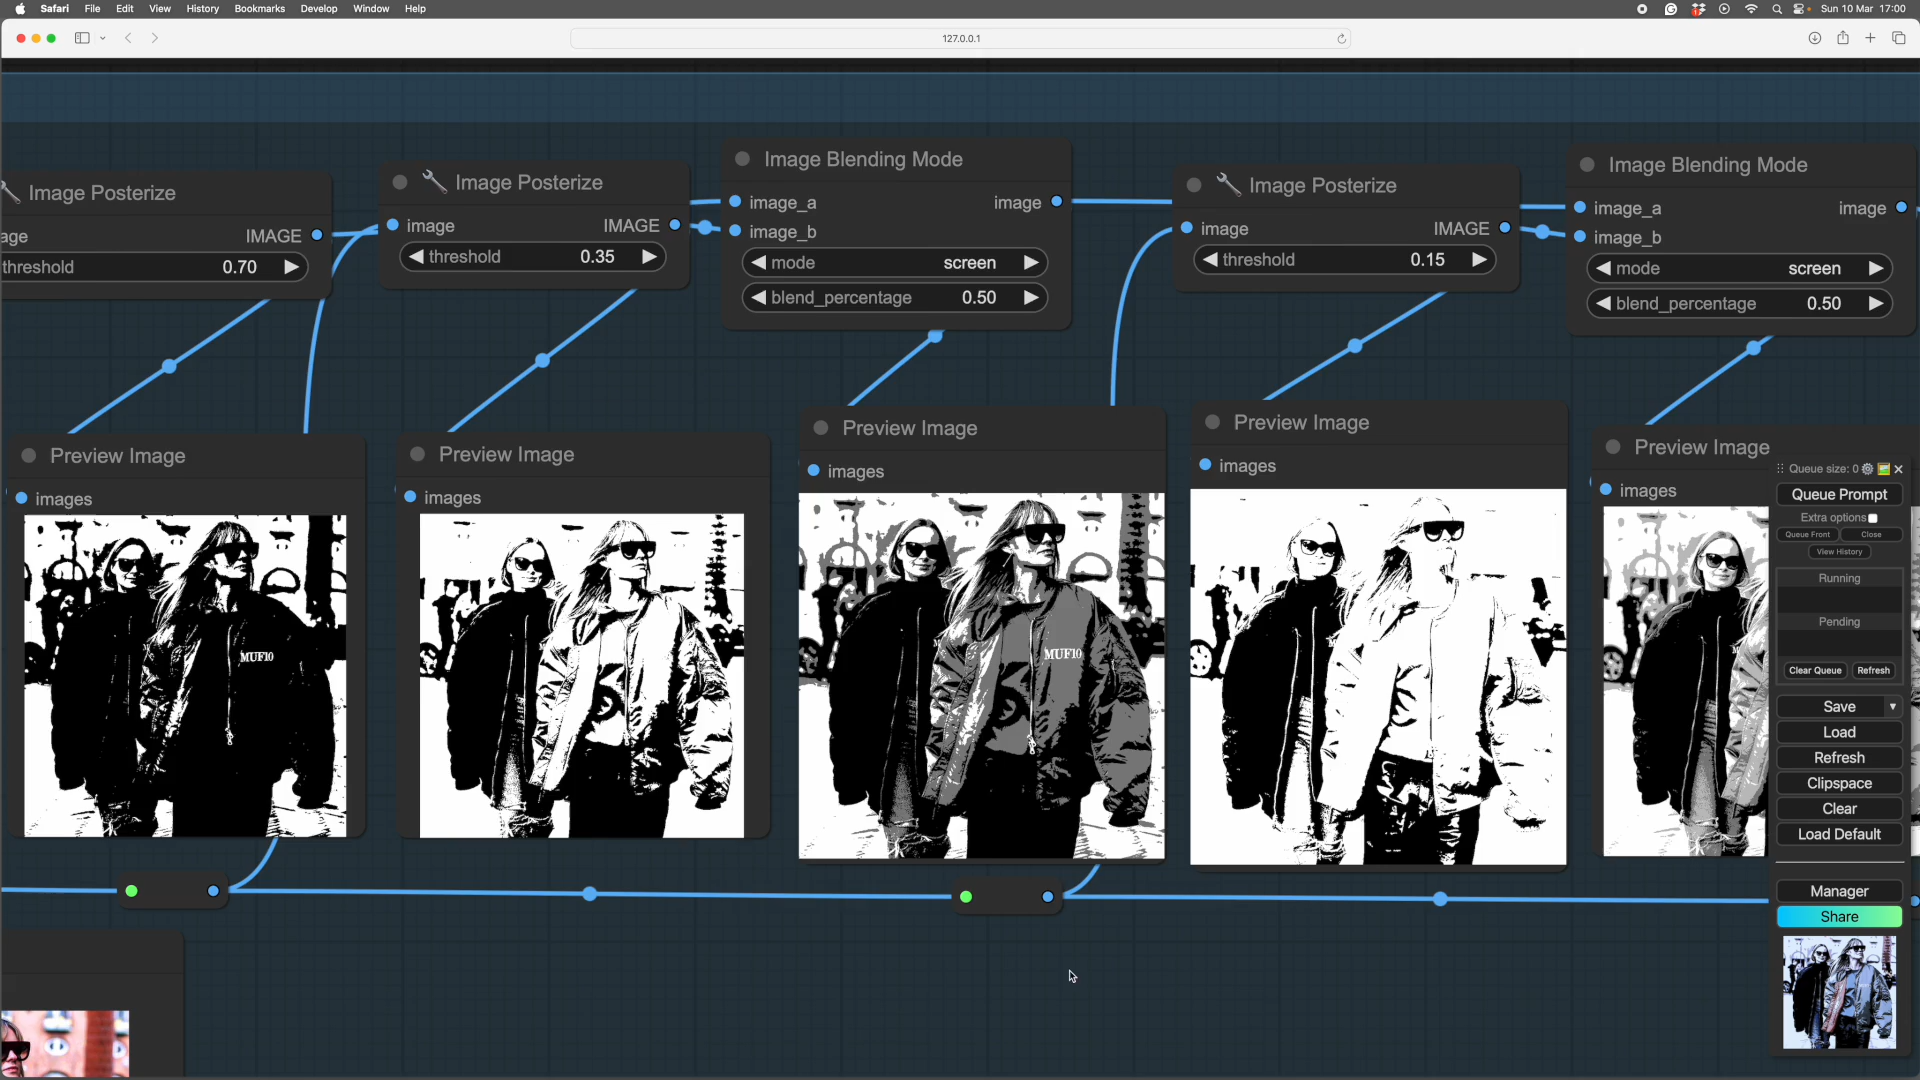 Safari File Edit View History Bookmarks Develop Window Help
Sun 10 Mar 17:00
127.0.0.1
Image Posterize
age IMAGE
threshold 0.70
Image Posterize
image IMAGE
threshold 0.35
Image Blending Mode
image_a image
image_b
mode screen
blend_percentage 0.50
Image Posterize
image IMAGE
threshold 0.15
Image Blending Mode
image_a image
image_b
mode screen
blend_percentage 0.50
Preview Image
images
MUF10
Preview Image
images
Preview Image
images
MUF10
Preview Image
images
Preview Image
images
Queue size: 0
Queue Prompt
Extra options
Queue Front Close
View History
Running
Pending
Clear Queue Refresh
Save
Load
Refresh
Clipspace
Clear
Load Default
Manager
Share